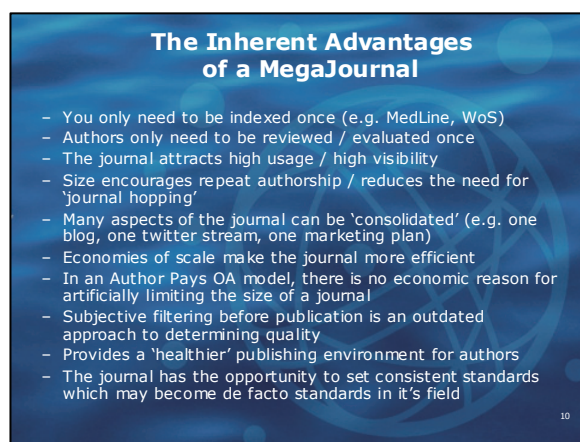 The Inherent Advantages
of a MegaJournal
– You only need to be indexed once (e.g. MedLine, WoS)
– Authors only need to be reviewed / evaluated once
– The journal attracts high usage / high visibility
– Size encourages repeat authorship / reduces the need for
‘journal hopping’
– Many aspects of the journal can be ‘consolidated’ (e.g. one
blog, one twitter stream, one marketing plan)
– Economies of scale make the journal more efficient
– In an Author Pays OA model, there is no economic reason for
artificially limiting the size of a journal
– Subjective filtering before publication is an outdated
approach to determining quality
– Provides a ‘healthier’ publishing environment for authors
– The journal has the opportunity to set consistent standards
which may become de facto standards in it’s field
10